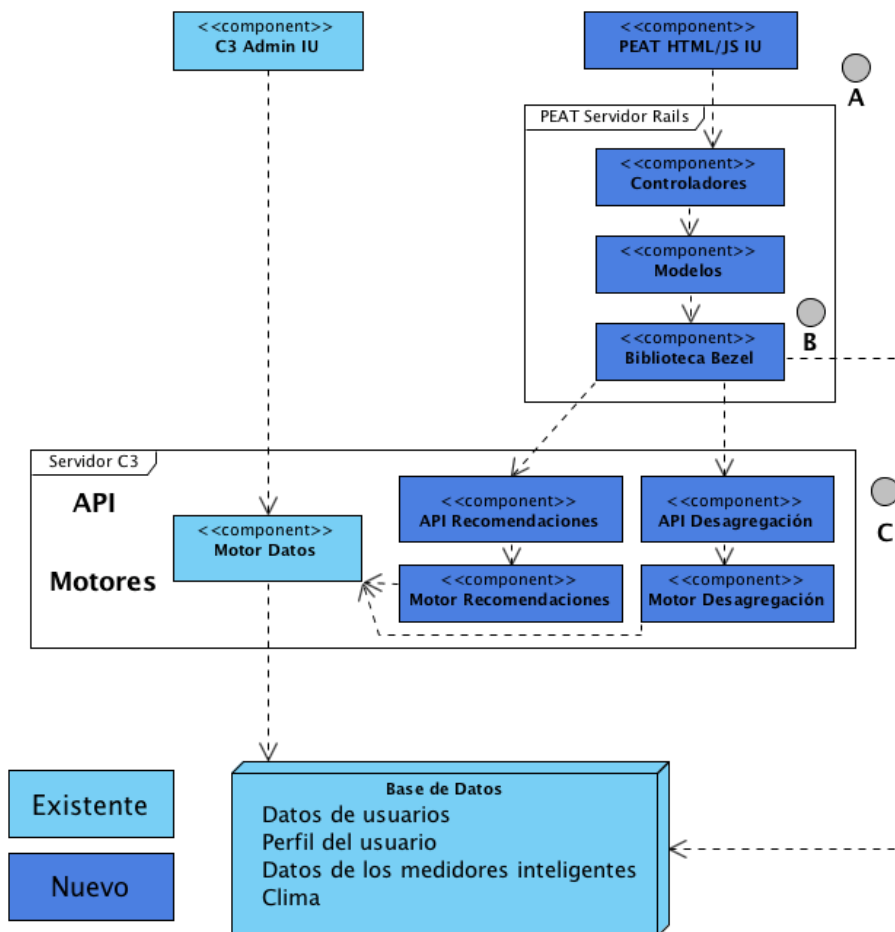 <<component>>
C3 Admin IU
<<component>>
PEAT HTML/JS IU
A
PEAT Servidor Rails
<<component>>
Controladores
<<component>>
Modelos
<<component>>
Biblioteca Bezel
B
Servidor C3
API
Motores
<<component>>
Motor Datos
<<component>>
API Recomendaciones
<<component>>
API Desagregación
<<component>>
Motor Recomendaciones
<<component>>
Motor Desagregación
C
Existente
Nuevo
Base de Datos
Datos de usuarios
Perfil del usuario
Datos de los medidores inteligentes
Clima